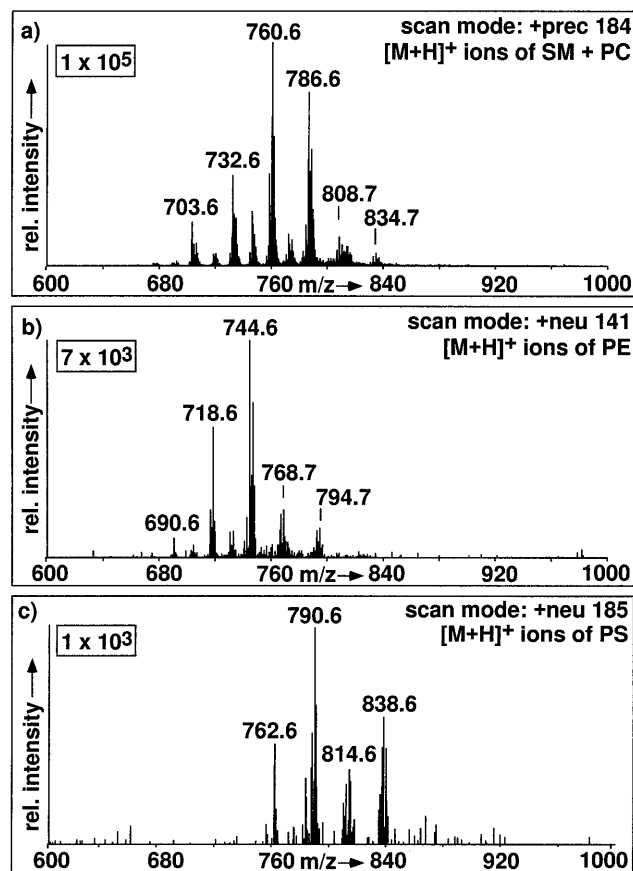 a)
scan mode: +prec 184
[M+H]+ ions of SM + PC
1 x 10⁵
rel. intensity
760.6
786.6
732.6
703.6
808.7
834.7
600 680 760 m/z 840 920 1000
b)
scan mode: +neu 141
[M+H]+ ions of PE
7 x 10³
rel. intensity
744.6
718.6
768.7
794.7
690.6
600 680 760 m/z 840 920 1000
c)
scan mode: +neu 185
[M+H]+ ions of PS
1 x 10³
rel. intensity
790.6
762.6
838.6
814.6
600 680 760 m/z 840 920 1000